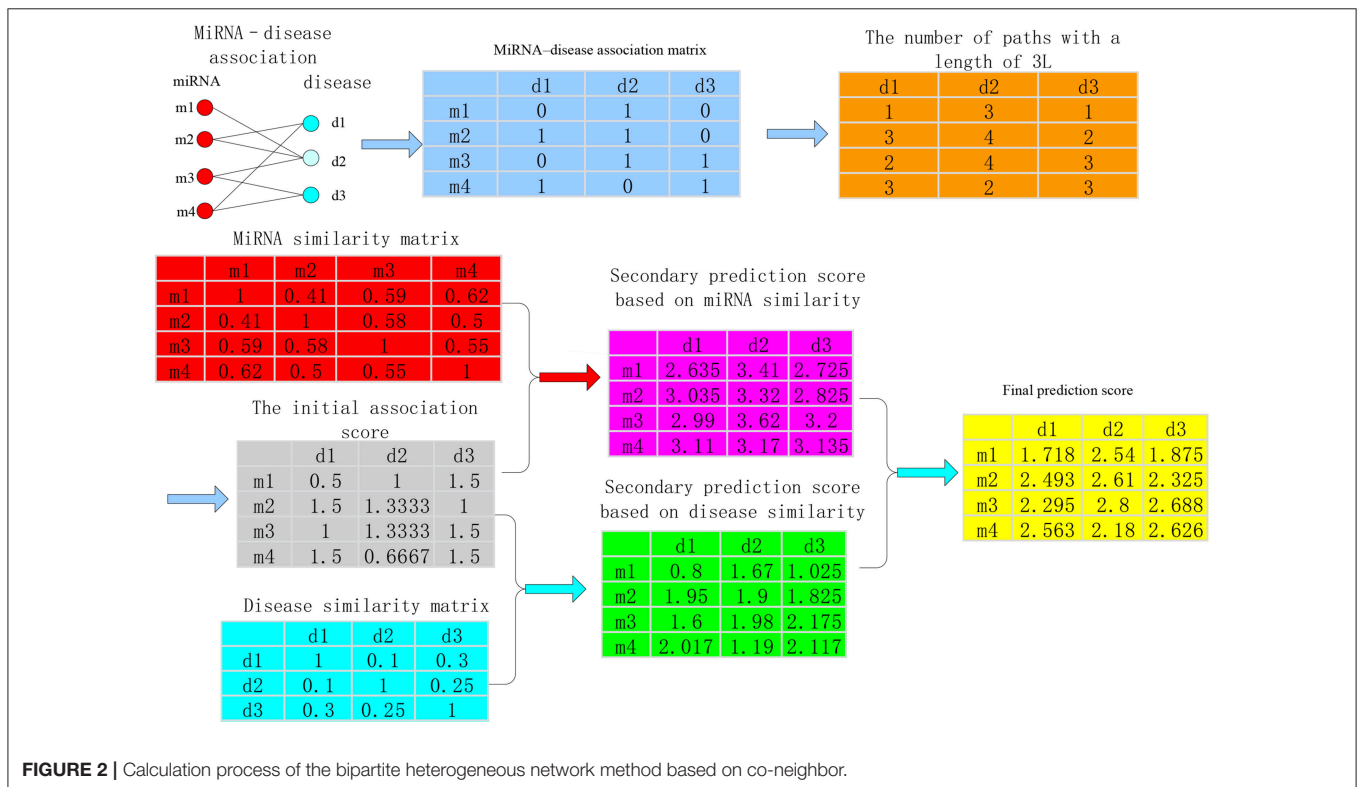 MiRNA - disease
association
miRNA
disease
m1
m2
m3
m4
d1
d2
d3
MiRNA–disease association matrix
d1 d2 d3
m1 0 1 0
m2 1 1 0
m3 0 1 1
m4 1 0 1
The number of paths with a
length of 3L
d1 d2 d3
1 3 1
3 4 2
2 4 3
3 2 3
MiRNA similarity matrix
m1 m2 m3 m4
m1 1 0.41 0.59 0.62
m2 0.41 1 0.58 0.5
m3 0.59 0.58 1 0.55
m4 0.62 0.5 0.55 1
The initial association
score
d1 d2 d3
m1 0.5 1 1.5
m2 1.5 1.3333 1
m3 1 1.3333 1.5
m4 1.5 0.6667 1.5
Disease similarity matrix
d1 d2 d3
d1 1 0.1 0.3
d2 0.1 1 0.25
d3 0.3 0.25 1
Secondary prediction score
based on miRNA similarity
d1 d2 d3
m1 2.635 3.41 2.725
m2 3.035 3.32 2.825
m3 2.99 3.62 3.2
m4 3.11 3.17 3.135
Secondary prediction score
based on disease similarity
d1 d2 d3
m1 0.8 1.67 1.025
m2 1.95 1.9 1.825
m3 1.6 1.98 2.175
m4 2.017 1.19 2.117
Final prediction score
d1 d2 d3
m1 1.718 2.54 1.875
m2 2.493 2.61 2.325
m3 2.295 2.8 2.688
m4 2.563 2.18 2.626
FIGURE 2 | Calculation process of the bipartite heterogeneous network method based on co-neighbor.